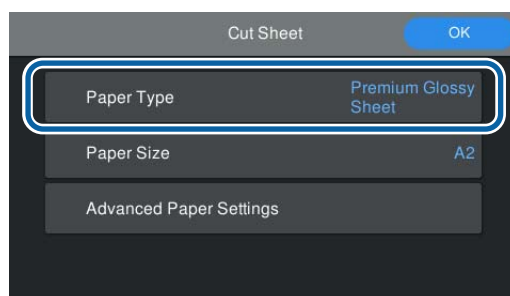 Cut Sheet
OK
Paper Type
Premium Glossy
Sheet
Paper Size
A2
Advanced Paper Settings